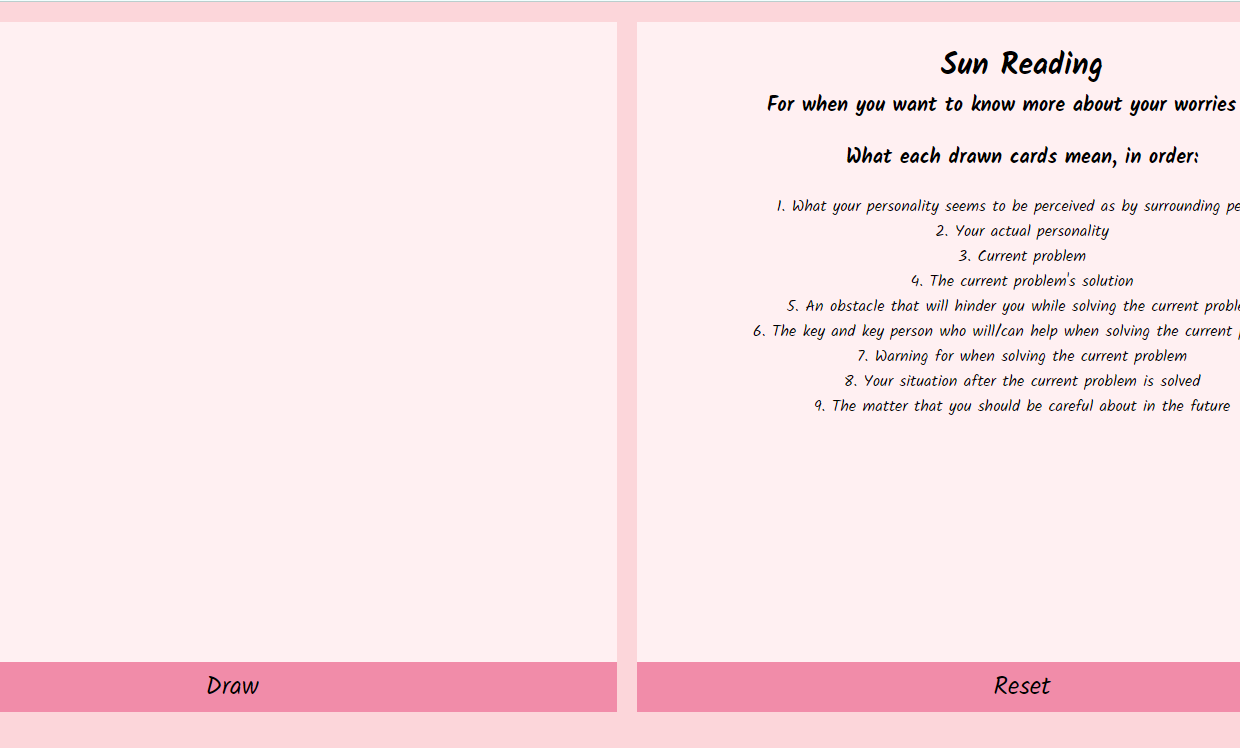 Sun Reading
For when you want to know more about your worries
What each drawn cards mean, in order:
1. What your personality seems to be perceived as by surrounding
2. Your actual personality
3. Current problem
4. The current problem's solution
5. An obstacle that will hinder you while solving the current
6. The key and key person who will/can help when solving the current
7. Warning for when solving the current problem
8. Your situation after the current problem is solved
9. The matter that you should be careful about in the future
Draw
Reset